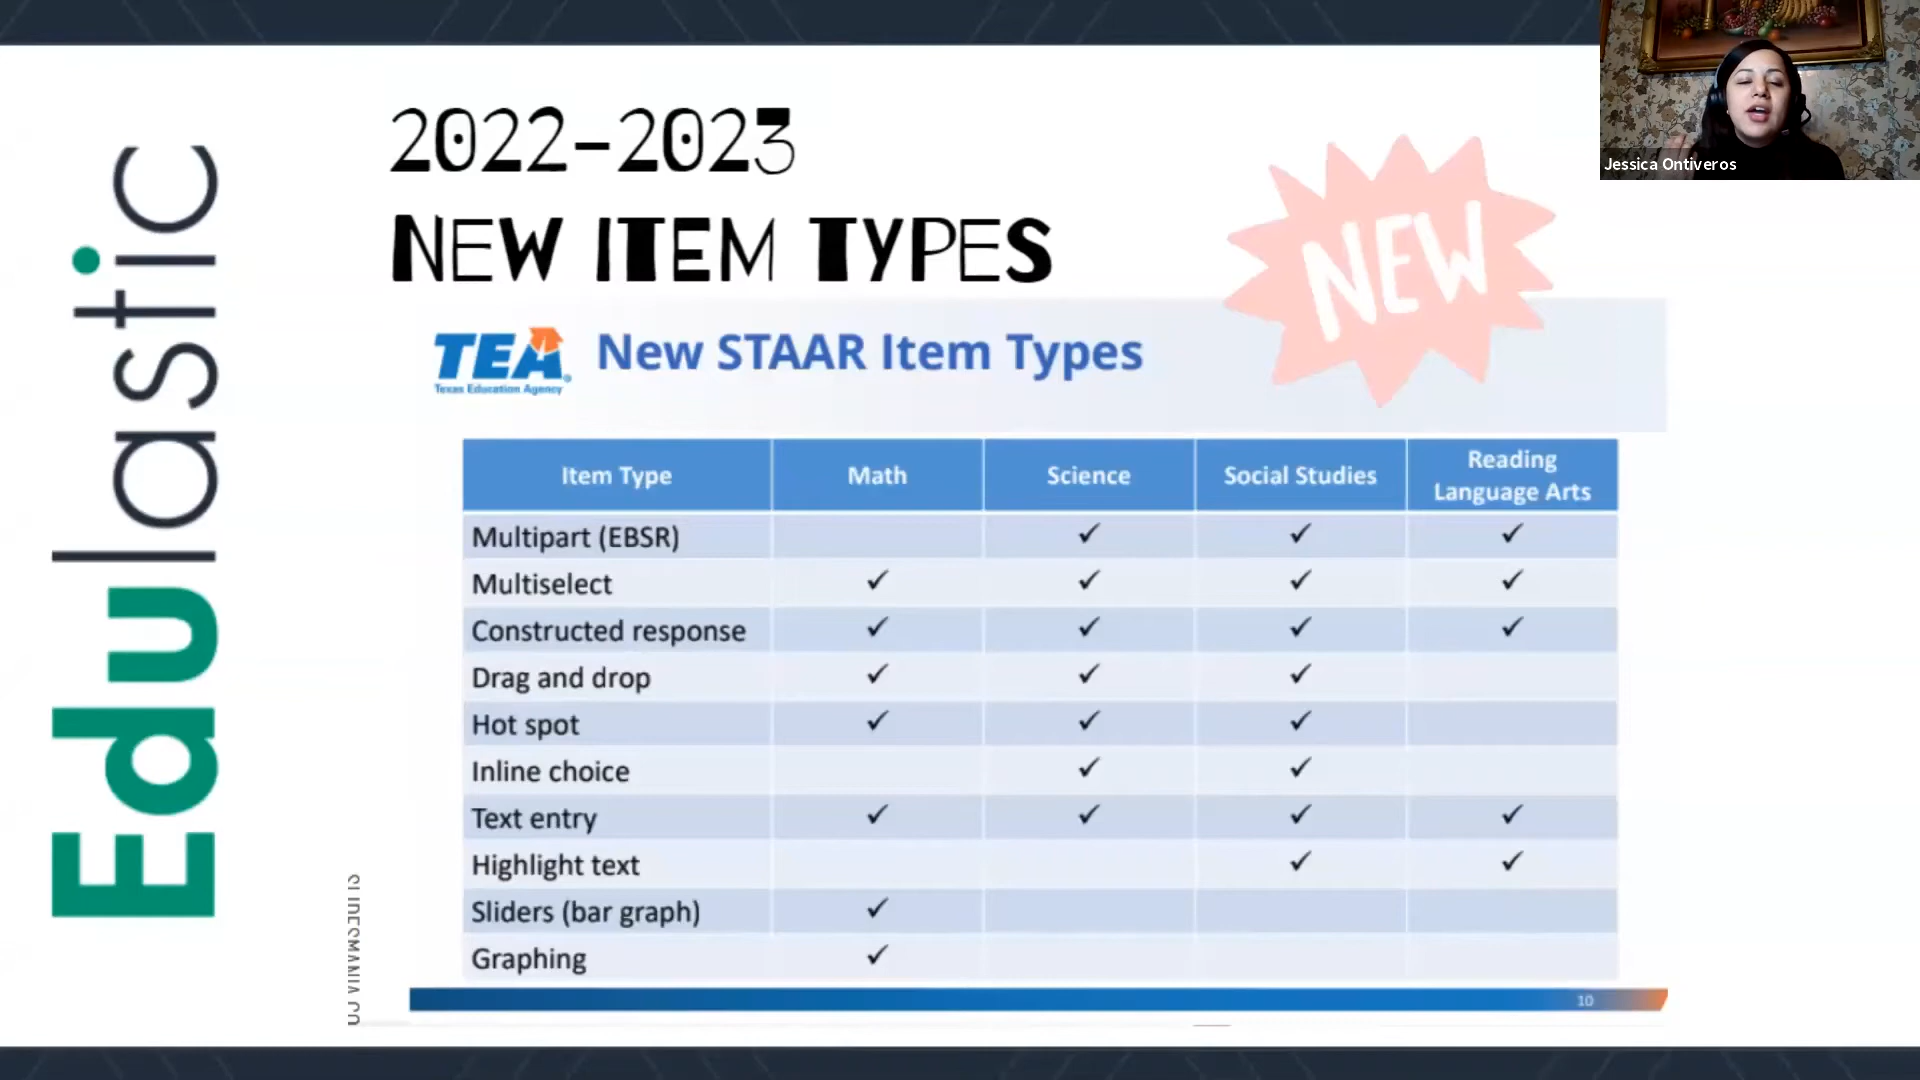 Edulastic
2022-2023
NEW ITEM TYPES
NEW
Jessica Ontiveros
TEA
Texas Education Agency
New STAAR Item Types
Item Type Math Science Social Studies Reading Language Arts
Multipart (EBSR) ✓ ✓ ✓
Multiselect ✓ ✓ ✓ ✓
Constructed response ✓ ✓ ✓ ✓
Drag and drop ✓ ✓ ✓
Hot spot ✓ ✓ ✓
Inline choice ✓ ✓
Text entry ✓ ✓ ✓ ✓
Highlight text ✓ ✓
Sliders (bar graph) ✓
Graphing ✓
10